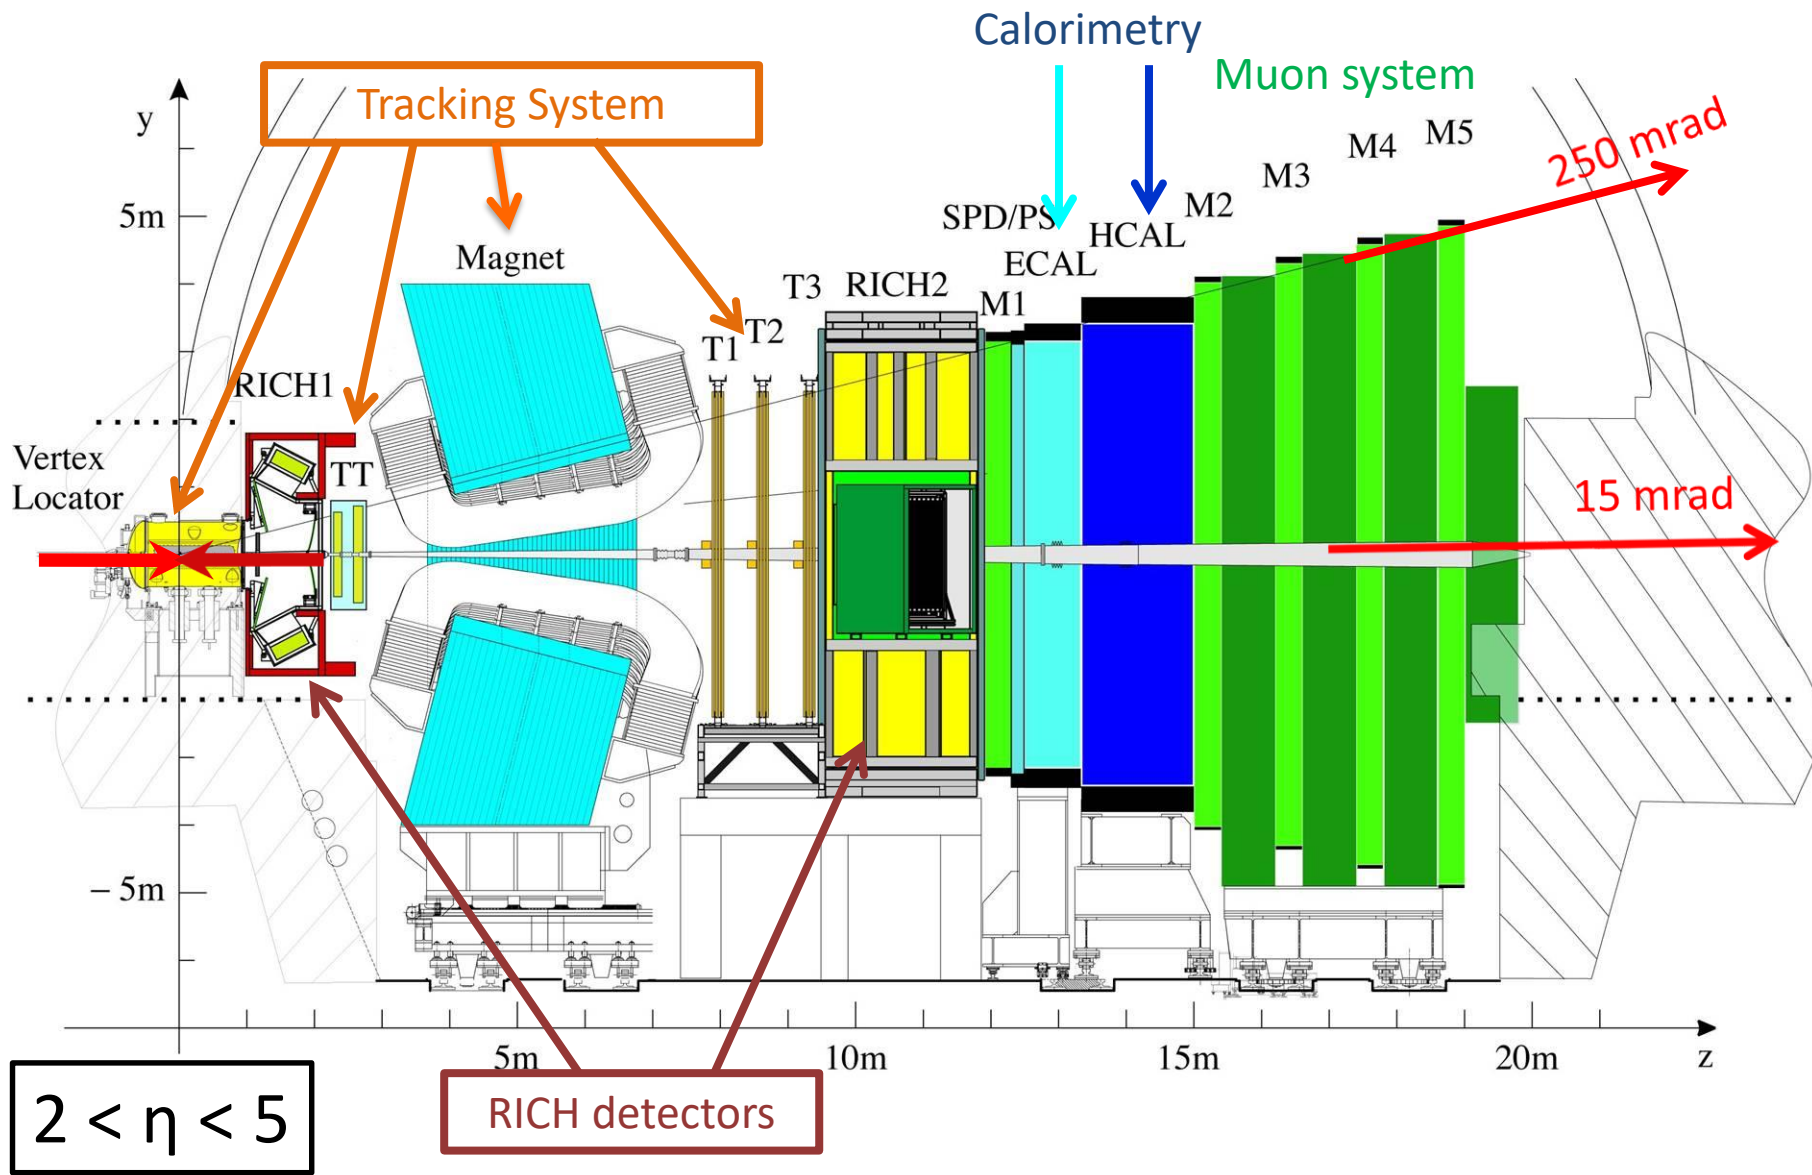 Calorimetry
Muon system
Tracking System
y
5m
− 5m
Magnet
RICH1
TT
Vertex
Locator
T1
T2
T3
RICH2
M1
SPD/PS
ECAL
HCAL
M2
M3
M4
M5
250 mrad
15 mrad
5m
10m
15m
20m
z
RICH detectors
2 < η < 5